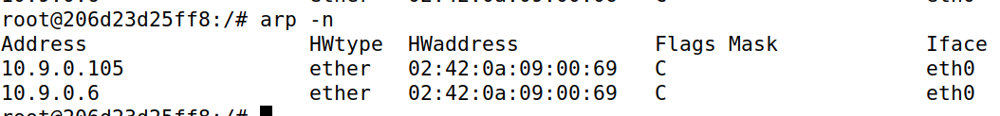 root@206d23d25ff8:/# arp -n
Address HWtype HWaddress Flags Mask Iface
10.9.0.105 ether 02:42:0a:09:00:69 C eth0
10.9.0.6 ether 02:42:0a:09:00:69 C eth0
root@206d23d25ff8:/#